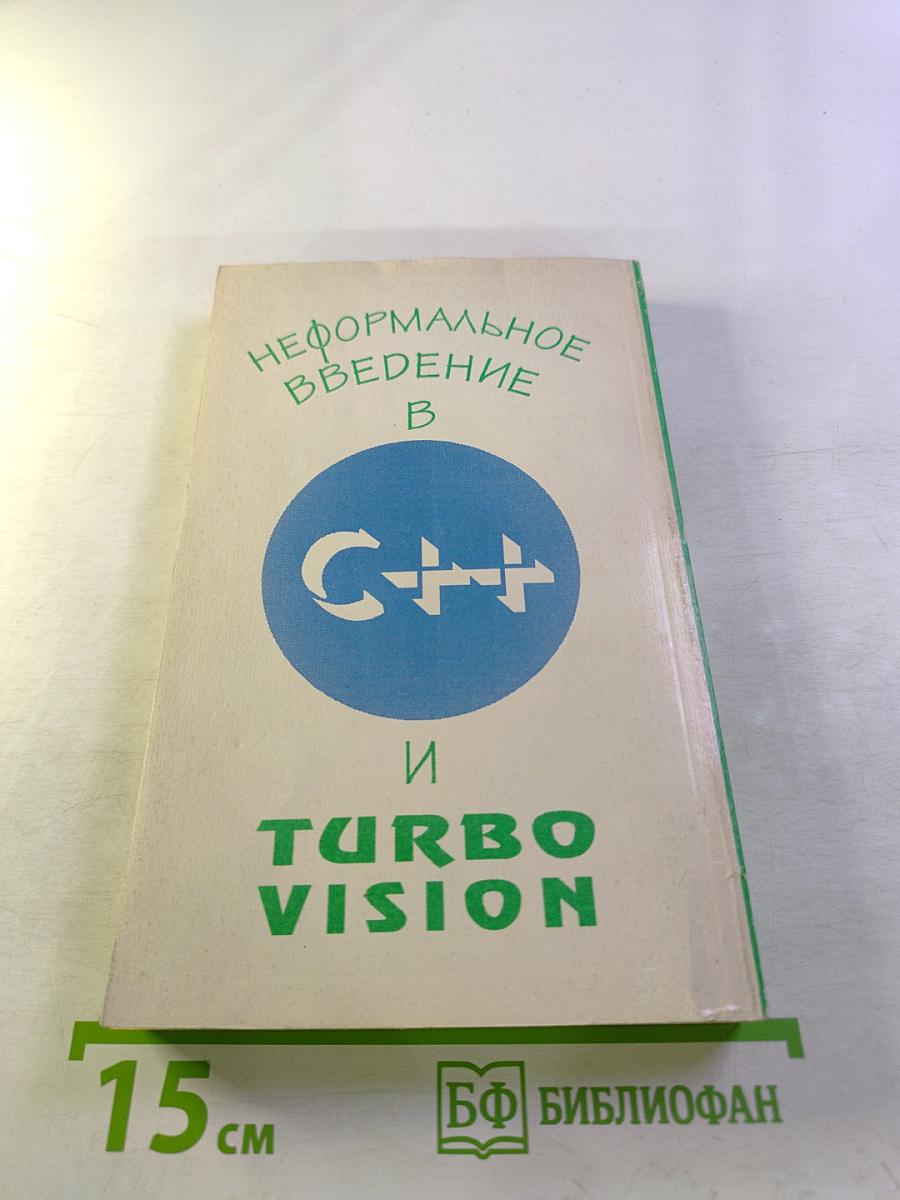 НЕФОРМАЛЬНОЕ
ВВЕДЕНИЕ
В
C++
И
TURBO
VISION
15 см
БФ БИБЛИОФАН